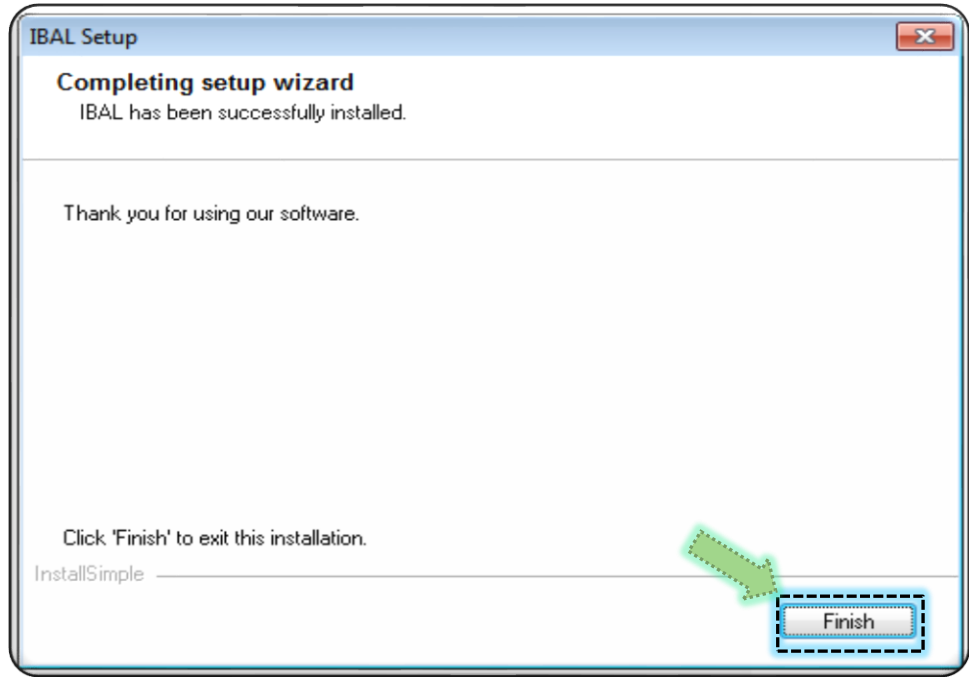 IBAL Setup
Completing setup wizard
IBAL has been successfully installed.
Thank you for using our software.
Click 'Finish' to exit this installation.
InstallSimple
Finish